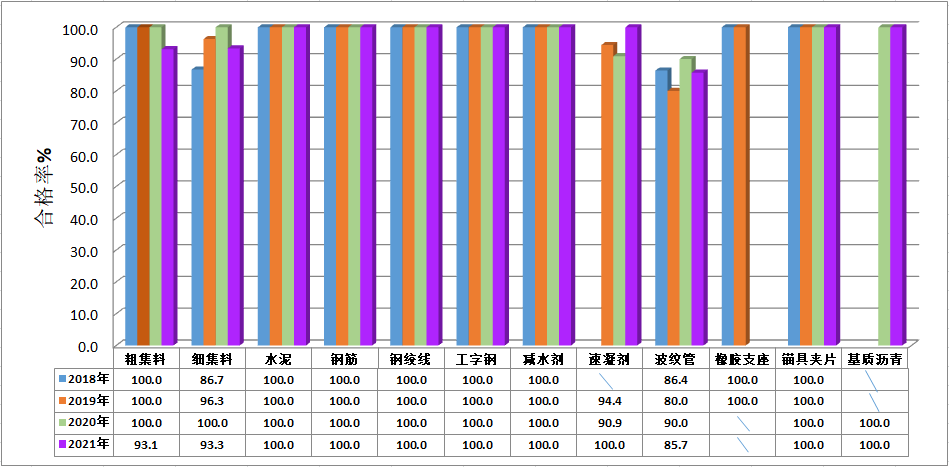 100.0
90.0
80.0
70.0
60.0
50.0
40.0
30.0
20.0
10.0
0.0
合格率%
粗集料 细集料 水泥 钢筋 钢绞线 工字钢 减水剂 速凝剂 波纹管 橡胶支座 锚具夹片 基质沥青
2018年 100.0 86.7 100.0 100.0 100.0 100.0 100.0 86.4 100.0 100.0
2019年 100.0 96.3 100.0 100.0 100.0 100.0 100.0 94.4 80.0 100.0 100.0
2020年 100.0 100.0 100.0 100.0 100.0 100.0 100.0 90.9 90.0 100.0 100.0
2021年 93.1 93.3 100.0 100.0 100.0 100.0 100.0 100.0 85.7 100.0 100.0